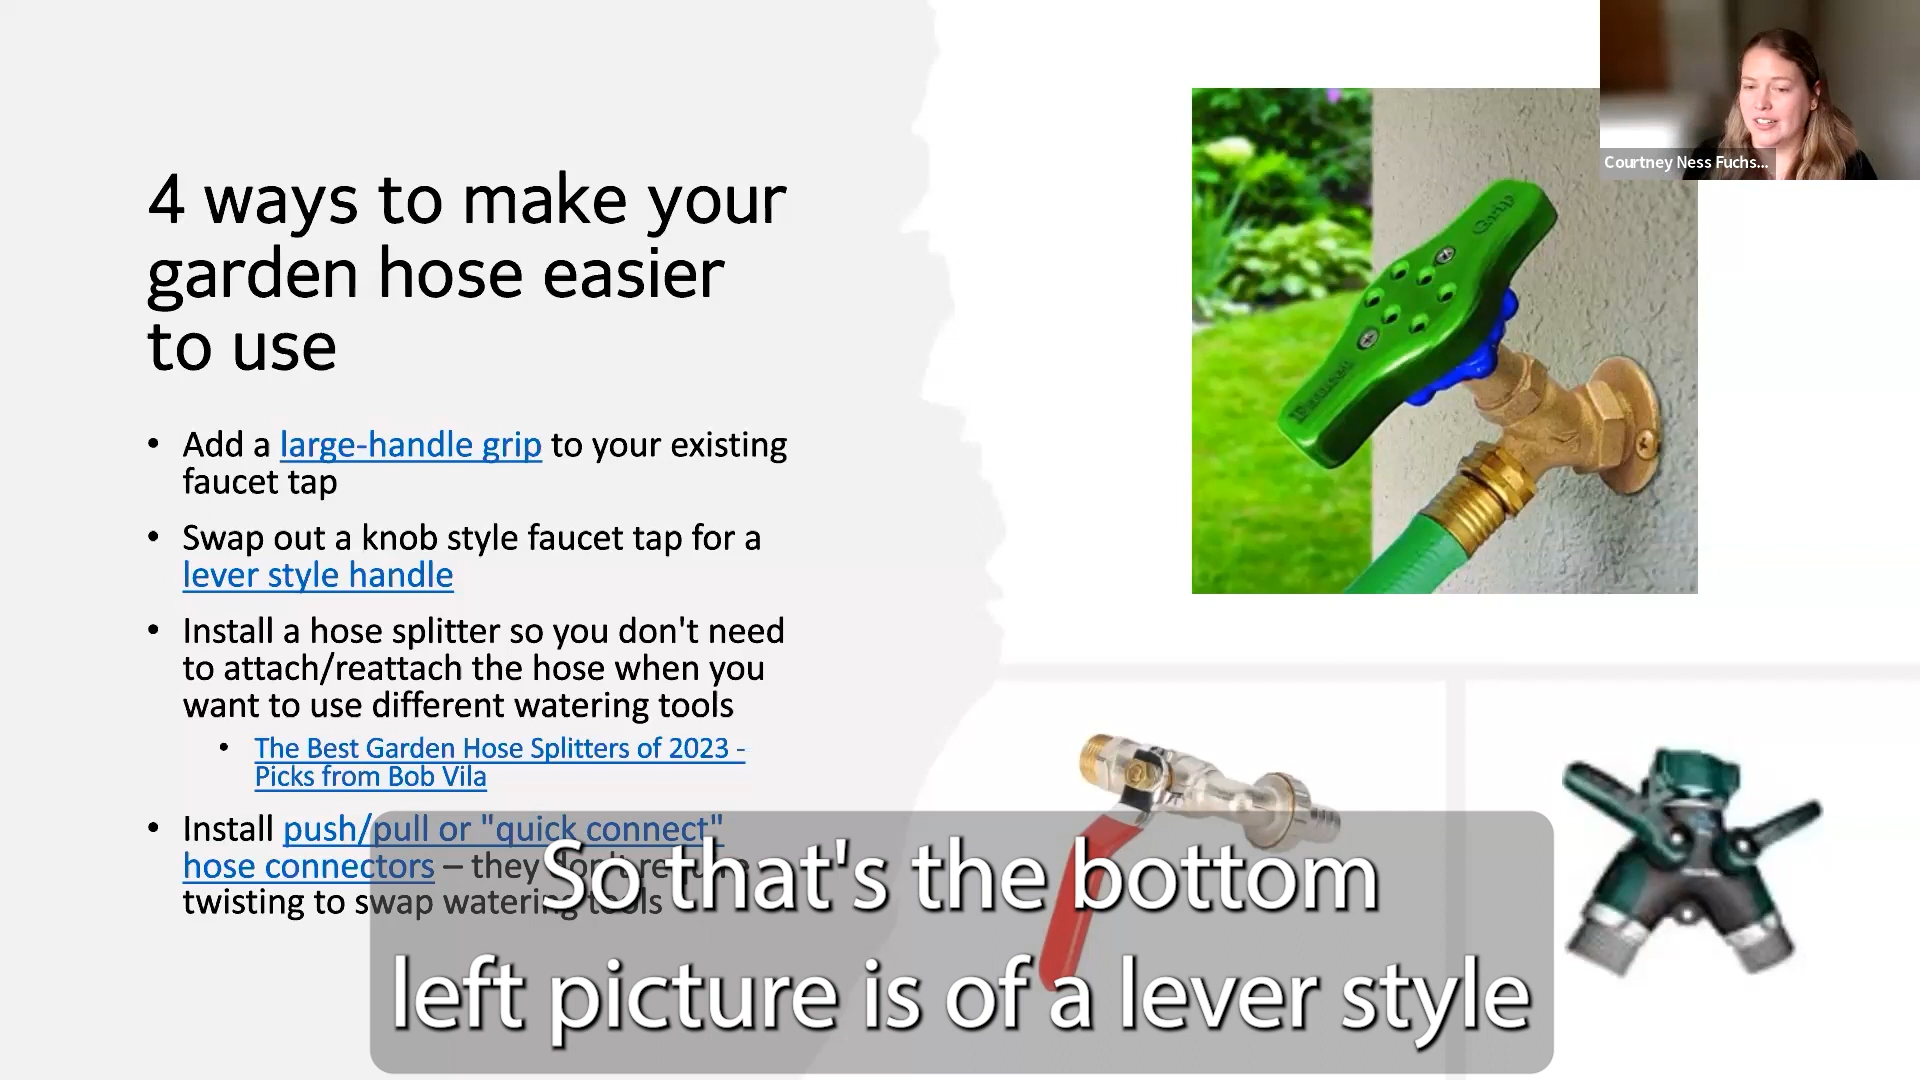 Courtney Ness Fuchs...
4 ways to make your
garden hose easier
to use
• Add a large-handle grip to your existing
faucet tap
• Swap out a knob style faucet tap for a
lever style handle
• Install a hose splitter so you don't need
to attach/reattach the hose when you
want to use different watering tools
• The Best Garden Hose Splitters of 2023 -
Picks from Bob Vila
• Install push/pull or "quick connect"
hose connectors – they don't require
twisting to swap watering tools
Grip
So that's the bottom
left picture is of a lever style